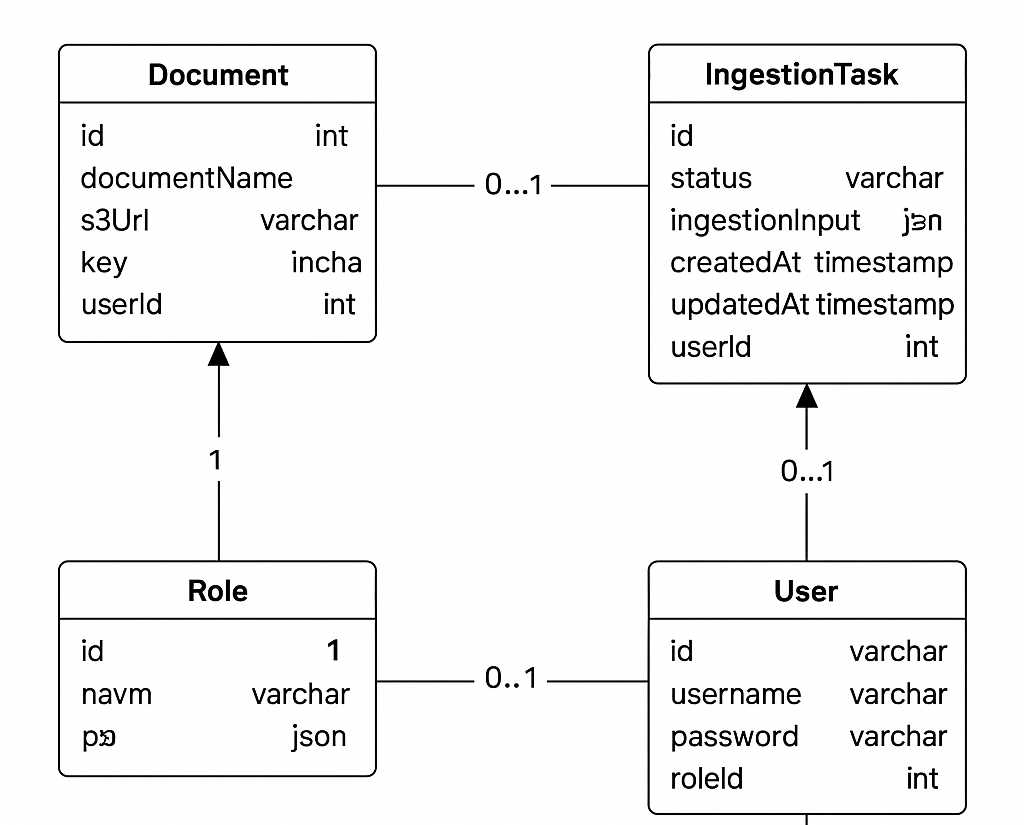 Document
id int
documentName
s3Url varchar
key incha
userId int
0...1
IngestionTask
id
status varchar
ingestionInput
createdAt timestamp
updatedAt timestamp
userId int
1
0...1
Role
id 1
navm varchar
json
0..1
User
id varchar
username varchar
password varchar
roleId int